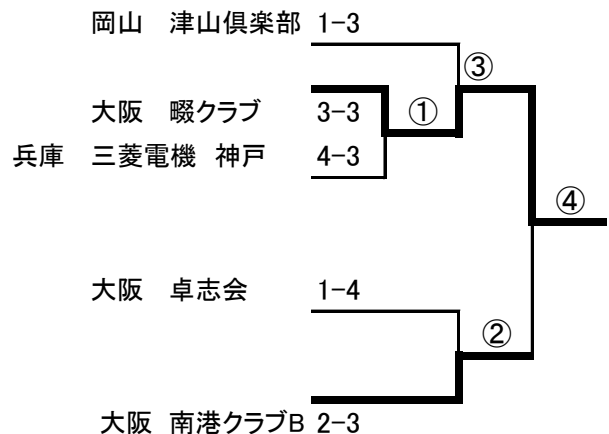 岡山　津山倶楽部 1-3
③
大阪　畷クラブ　3-3
①
兵庫　三菱電機 神戸　4-3
④
大阪　卓志会　1-4
②
大阪 南港クラブB 2-3